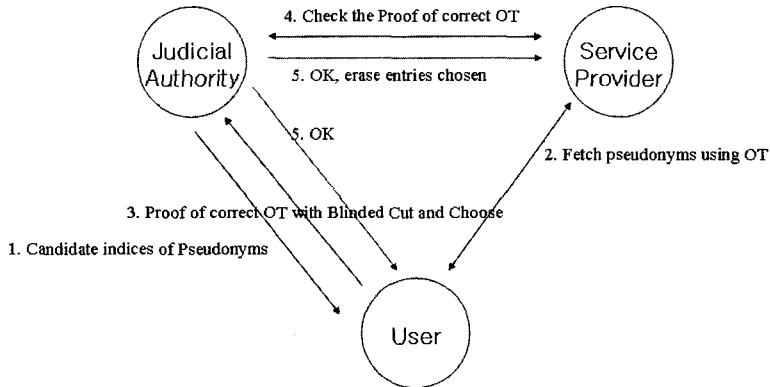 4. Check the Proof of correct OT
Judicial
Authority
Service
Provider
5. OK, erase entries chosen
5. OK
2. Fetch pseudonyms using OT
3. Proof of correct OT with Blinded Cut and Choose
1. Candidate indices of Pseudonyms
User